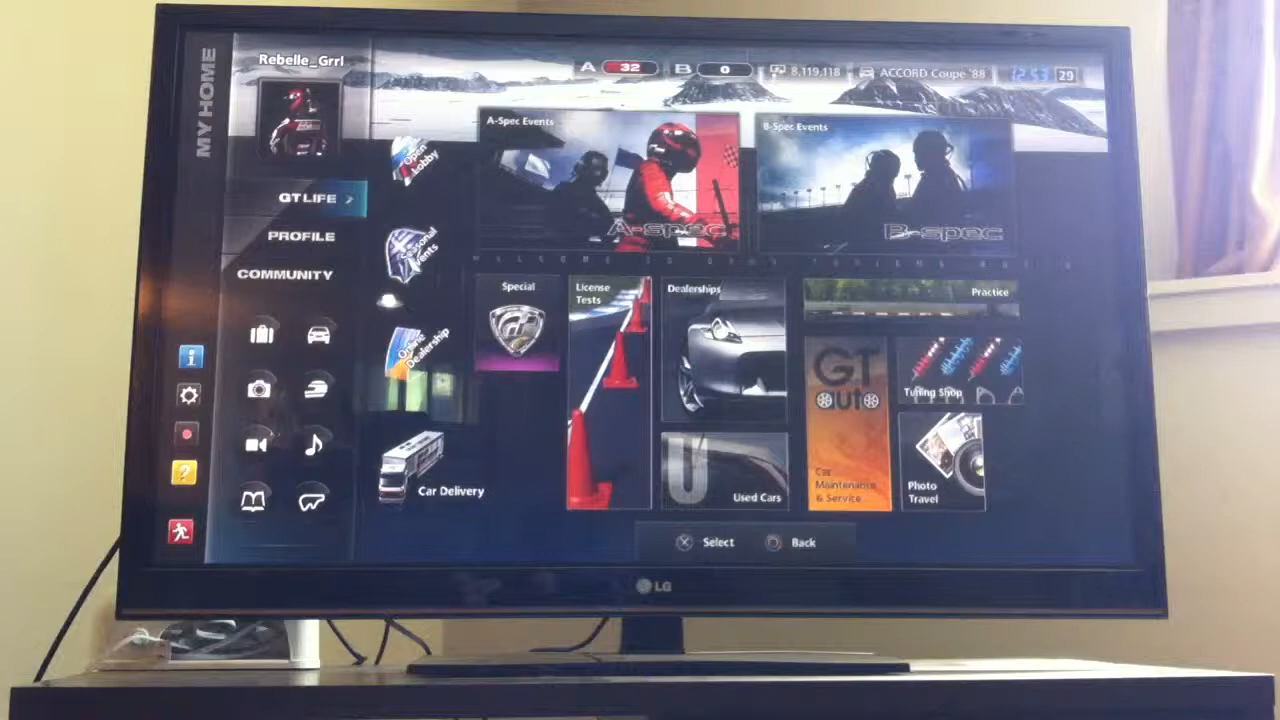 MY HOME
Rebelle_Grrl
A 32 B 0 8,119,118 ACCORD Coupe '88 12:53 29
GT LIFE
PROFILE
COMMUNITY
Open
Lobby
Seasonal
Events
Online
Dealership
Car Delivery
A-Spec Events
A-spec
B-Spec Events
B-spec
Special
License
Tests
Dealerships
U
Used Cars
Practice
GT
auto
Car
Maintenance
& Service
Tuning Shop
Photo
Travel
Select
Back
LG